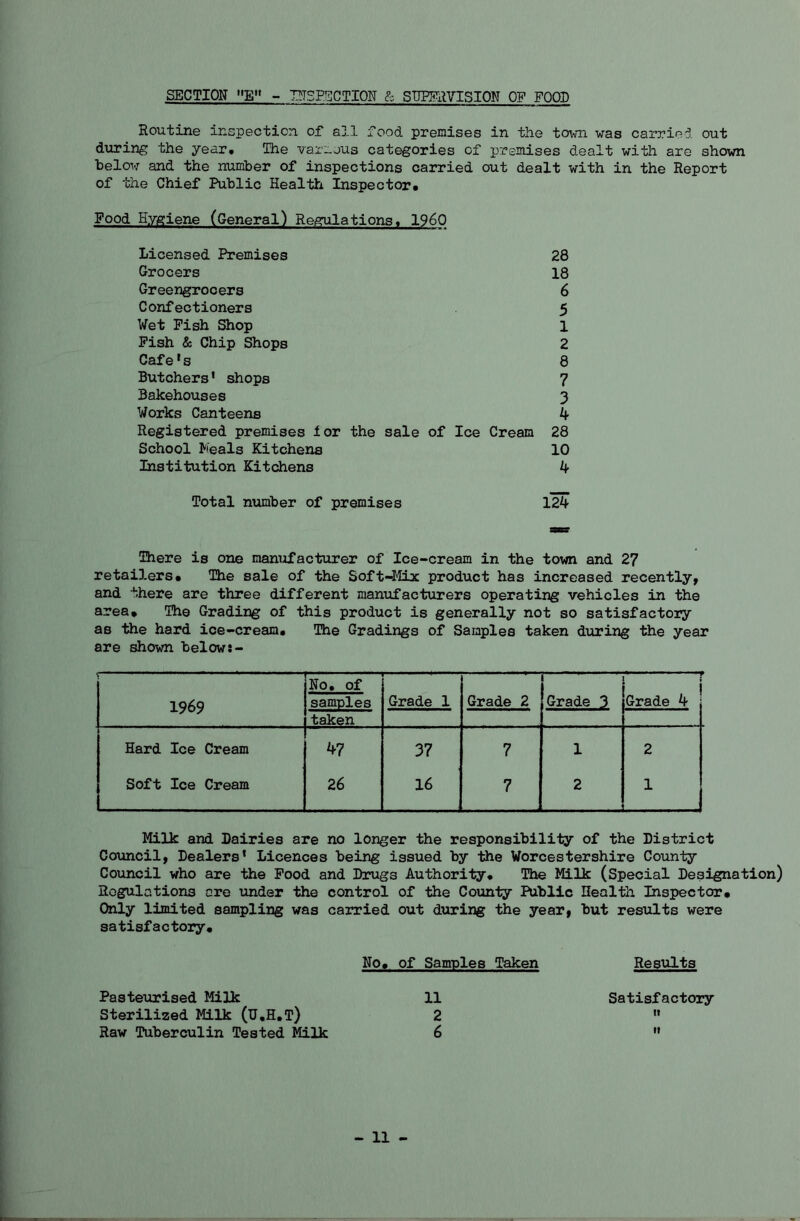 SECTION "E" - INSPECTION & SUPERVISION OF FOOD
Routine inspection of all food premises in the town was carried out
during the year. The various categories of premises dealt with are shown
below and the number of inspections carried out dealt with in the Report
of the Chief Public Health Inspector.
Food Hygiene (General) Regulations, 1960
Licensed Premises 28
Grocers 18
Greengrocers 6
Confectioners 5
Wet Fish Shop 1
Fish & Chip Shops 2
Cafe's 8
Butchers' shops 7
Bakehouses 3
Works Canteens 4
Registered premises for the sale of Ice Cream 28
School Meals Kitchens 10
Institution Kitchens 4
Total number of premises 124
There is one manufacturer of Ice-cream in the town and 27
retailers. The sale of the Soft-Mix product has increased recently,
and there are three different manufacturers operating vehicles in the
area. The Grading of this product is generally not so satisfactory
as the hard ice-cream. The Gradings of Samples taken during the year
are shown below:-
1969 No. of samples taken Grade 1 Grade 2 Grade 3 Grade 4
Hard Ice Cream 47 37 7 1 2
Soft Ice Cream 26 16 7 2 1
Milk and Dairies are no longer the responsibility of the District
Council, Dealers' Licences being issued by the Worcestershire County
Council who are the Food and Drugs Authority. The Milk (Special Designation)
Regulations are under the control of the County Public Health Inspector.
Only limited sampling was carried out during the year, but results were
satisfactory.
No. of Samples Taken Results
Pasteurised Milk 11 Satisfactory
Sterilized Milk (U.H.T) 2 "
Raw Tuberculin Tested Milk 6 "
- 11 -